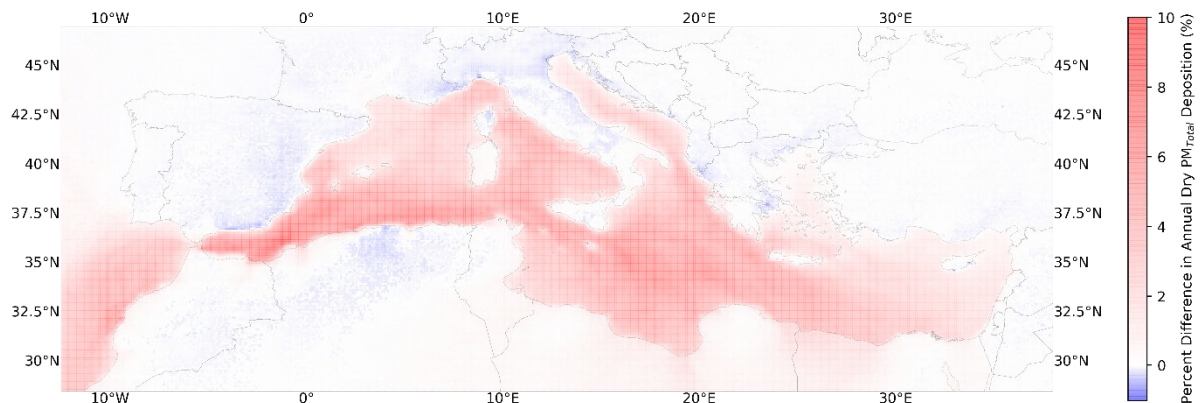 10°W 0° 10°E 20°E 30°E
45°N 45°N
42.5°N 42.5°N
40°N 40°N
37.5°N 37.5°N
35°N 35°N
32.5°N 32.5°N
30°N 30°N
10°W 0° 10°E 20°E 30°E
10
8
6
4
2
0
Percent Difference in Annual Dry PM_Total Deposition (%)